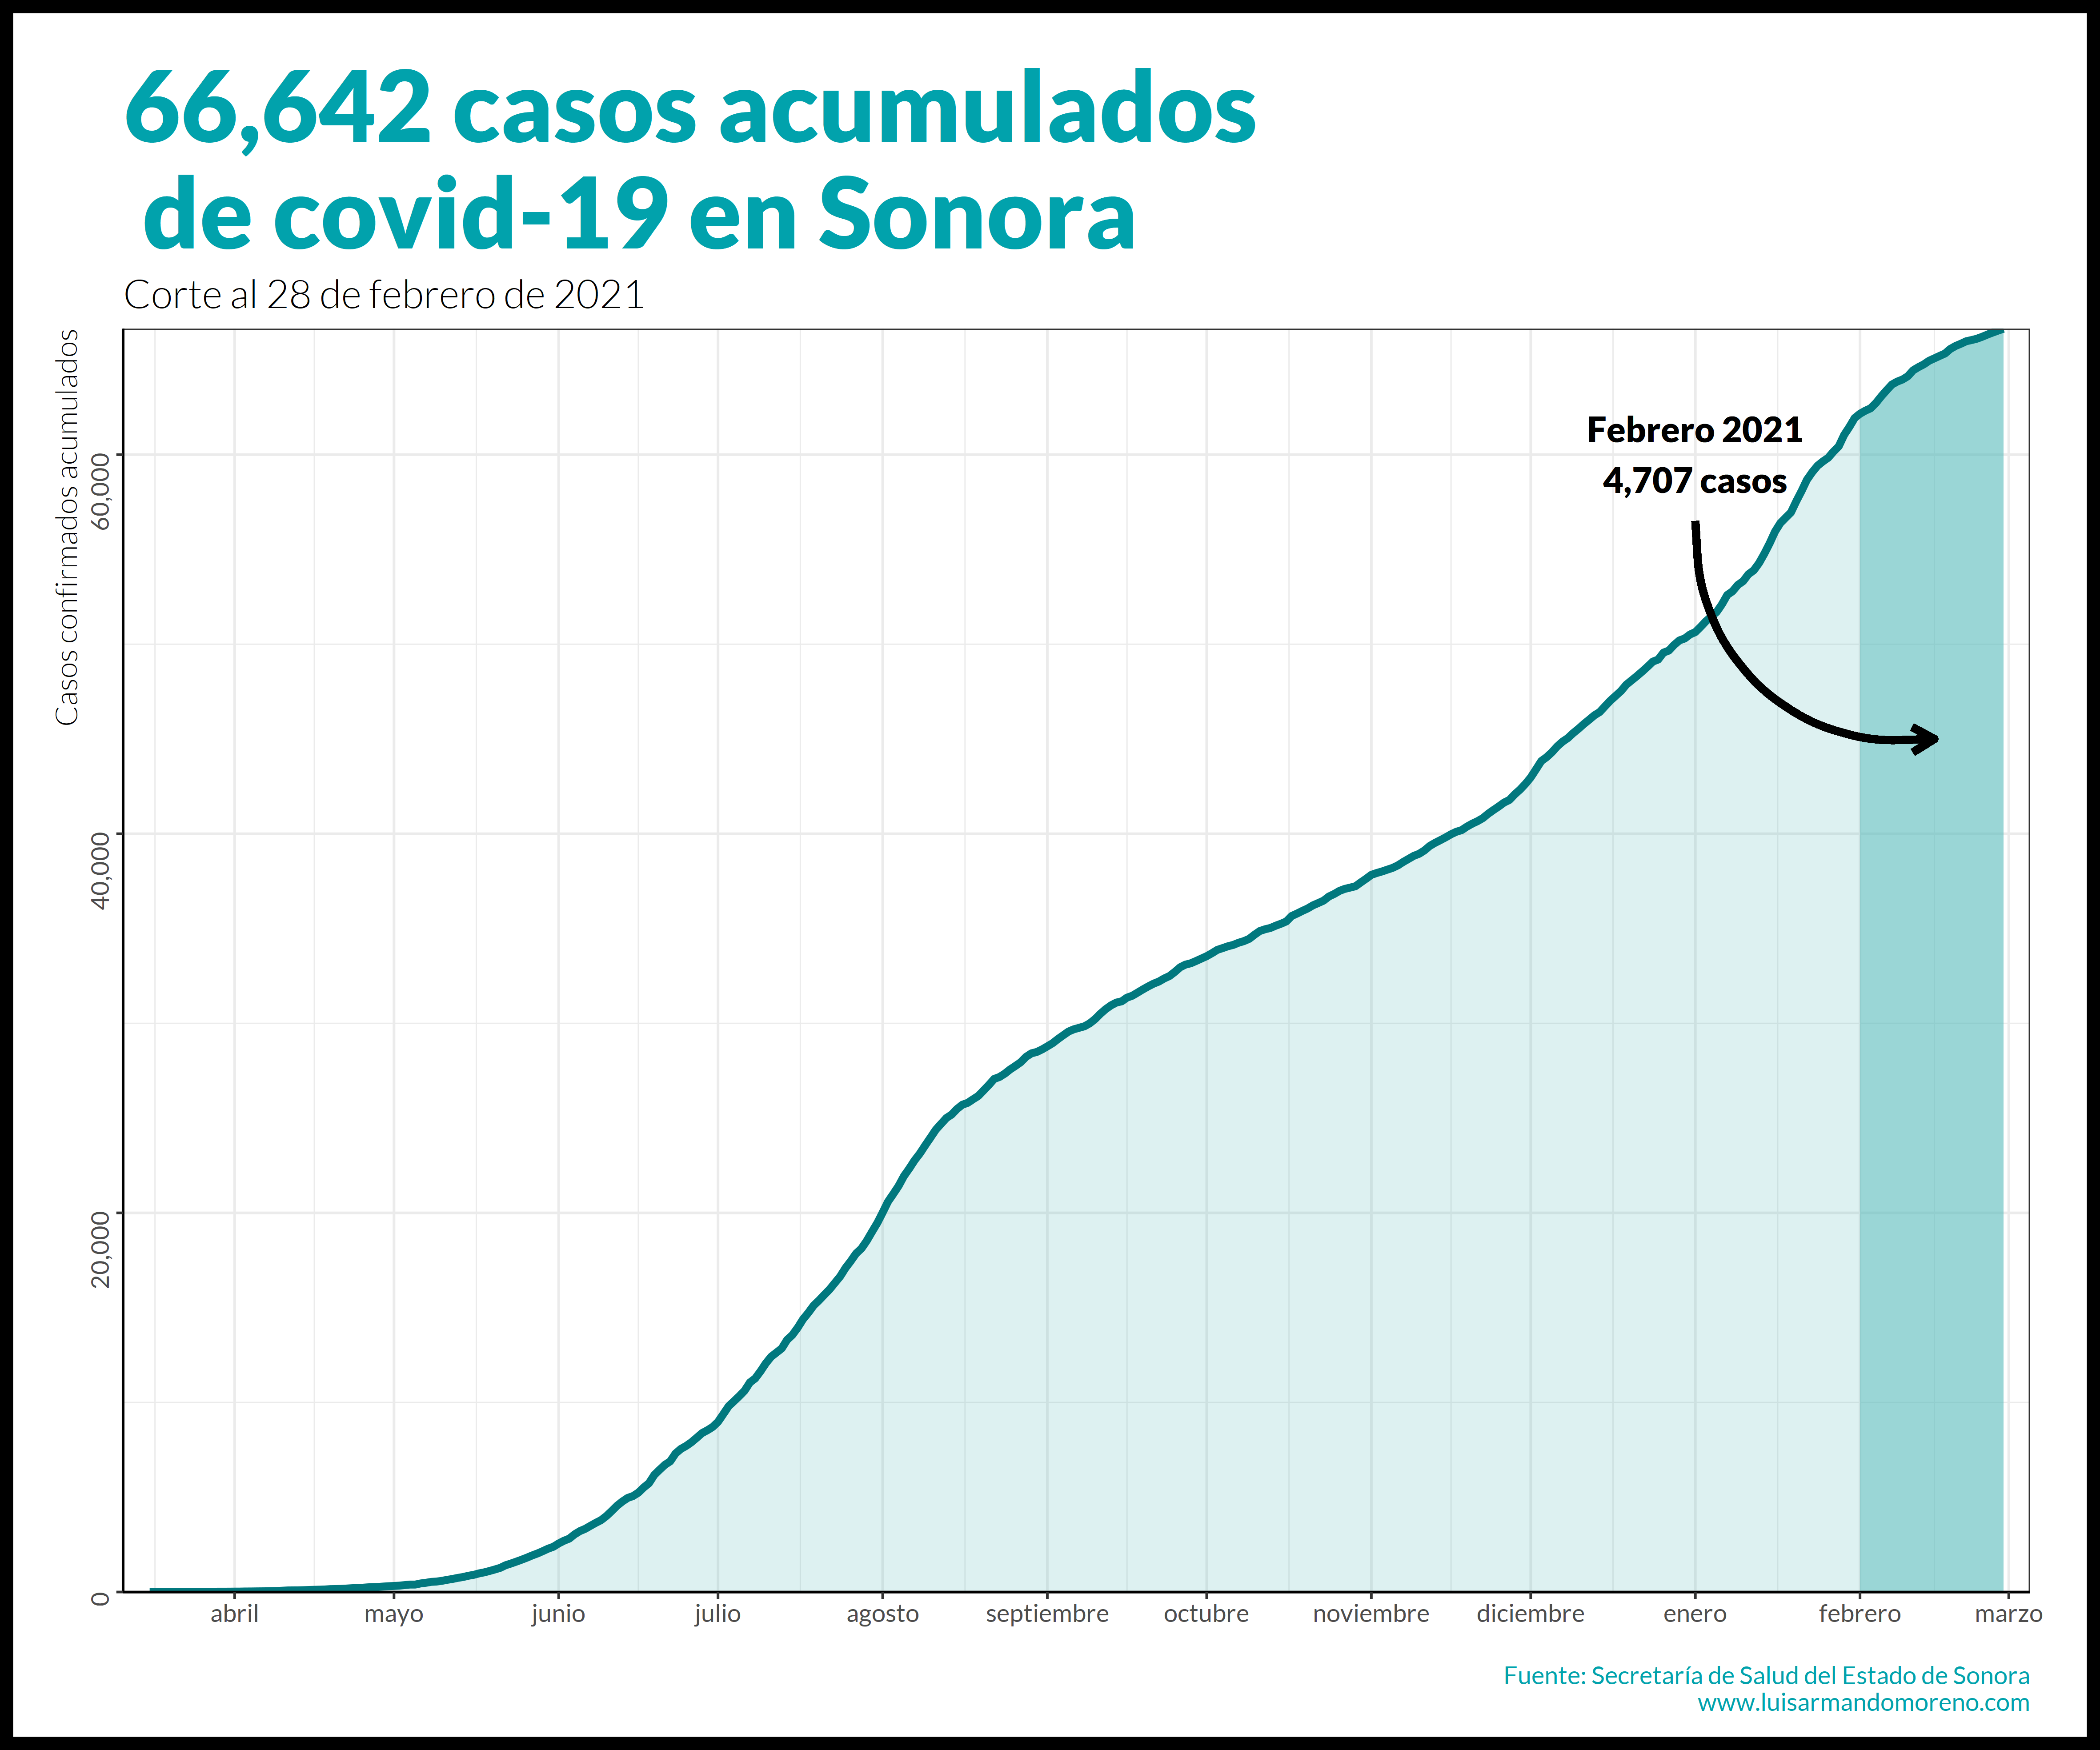 66,642 casos acumulados
de covid-19 en Sonora
Corte al 28 de febrero de 2021
Casos confirmados acumulados
60,000
40,000
20,000
0
Febrero 2021
4,707 casos
abril
mayo
junio
julio
agosto
septiembre
octubre
noviembre
diciembre
enero
febrero
marzo
Fuente: Secretaría de Salud del Estado de Sonora
www.luisarmandomoreno.com